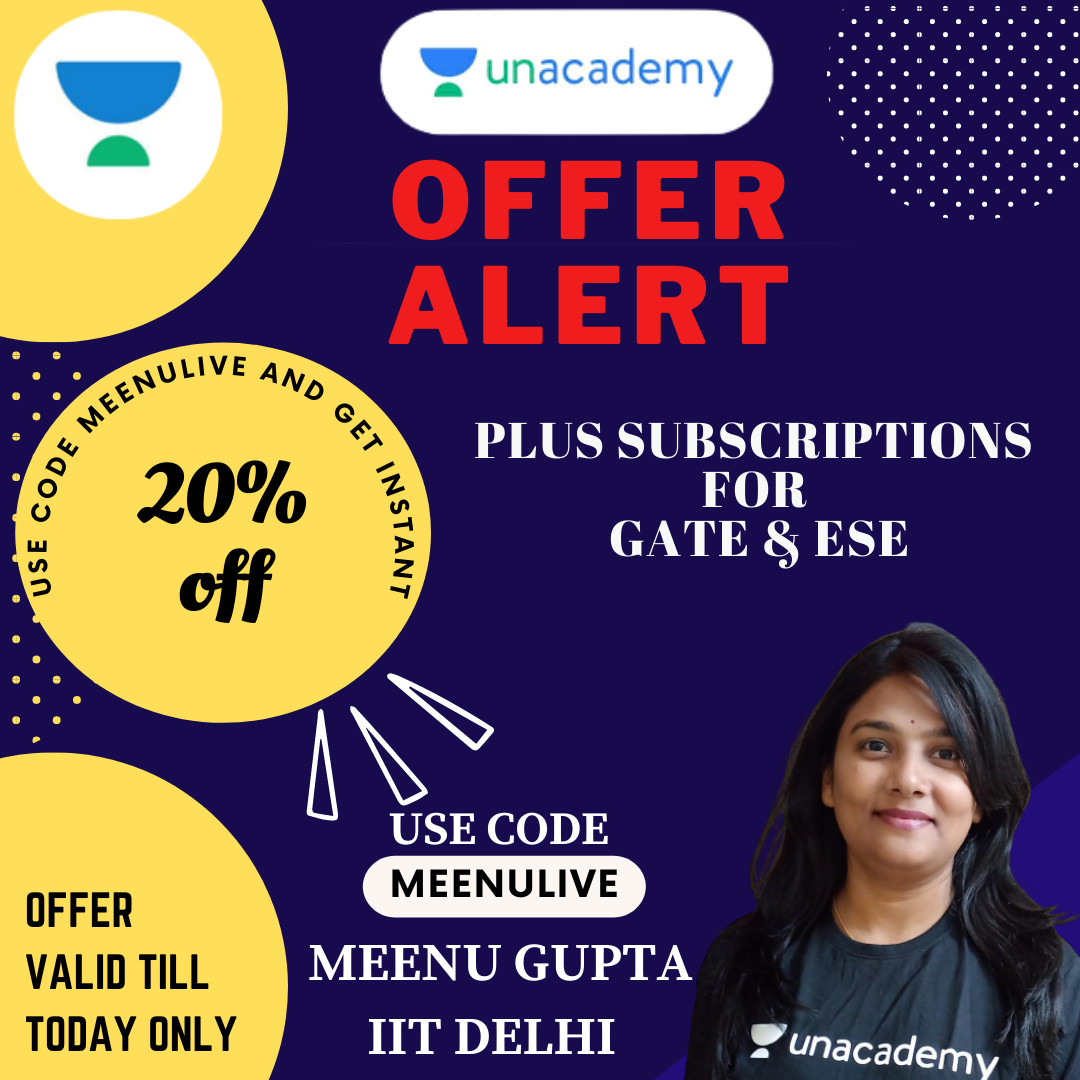 unacademy
OFFER
ALERT
USE CODE MEENULIVE AND GET INSTANT
20%
off
PLUS SUBSCRIPTIONS
FOR
GATE & ESE
USE CODE
MEENULIVE
MEENU GUPTA
IIT DELHI
OFFER
VALID TILL
TODAY ONLY
unacademy